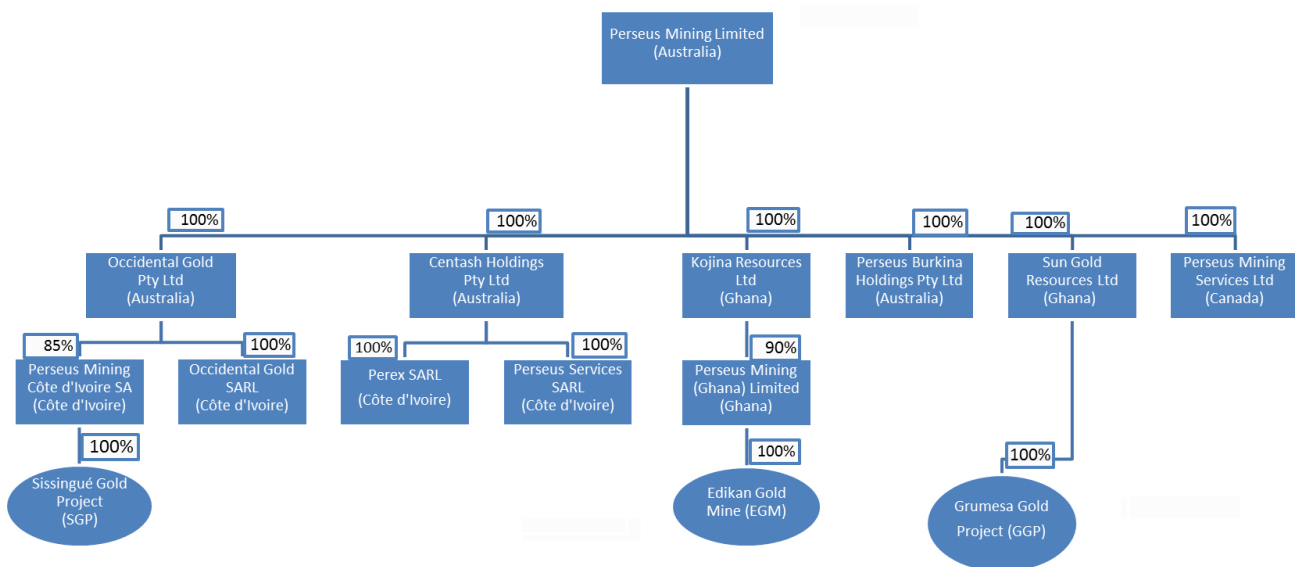 Perseus Mining Limited
(Australia)
100%
100%
100%
100%
100%
100%
Occidental Gold
Pty Ltd
(Australia)
Centash Holdings
Pty Ltd
(Australia)
Kojina Resources
Ltd
(Ghana)
Perseus Burkina
Holdings Pty Ltd
(Australia)
Sun Gold
Resources Ltd
(Ghana)
Perseus Mining
Services Ltd
(Canada)
85%
100%
100%
100%
90%
Perseus Mining
Côte d'Ivoire SA
(Côte d'Ivoire)
Occidental Gold
SARL
(Côte d'Ivoire)
Perex SARL
(Côte d'Ivoire)
Perseus Services
SARL
(Côte d'Ivoire)
Perseus Mining
(Ghana) Limited
(Ghana)
100%
100%
100%
Sissingué Gold
Project
(SGP)
Edikan Gold
Mine (EGM)
Grumesa Gold
Project (GGP)